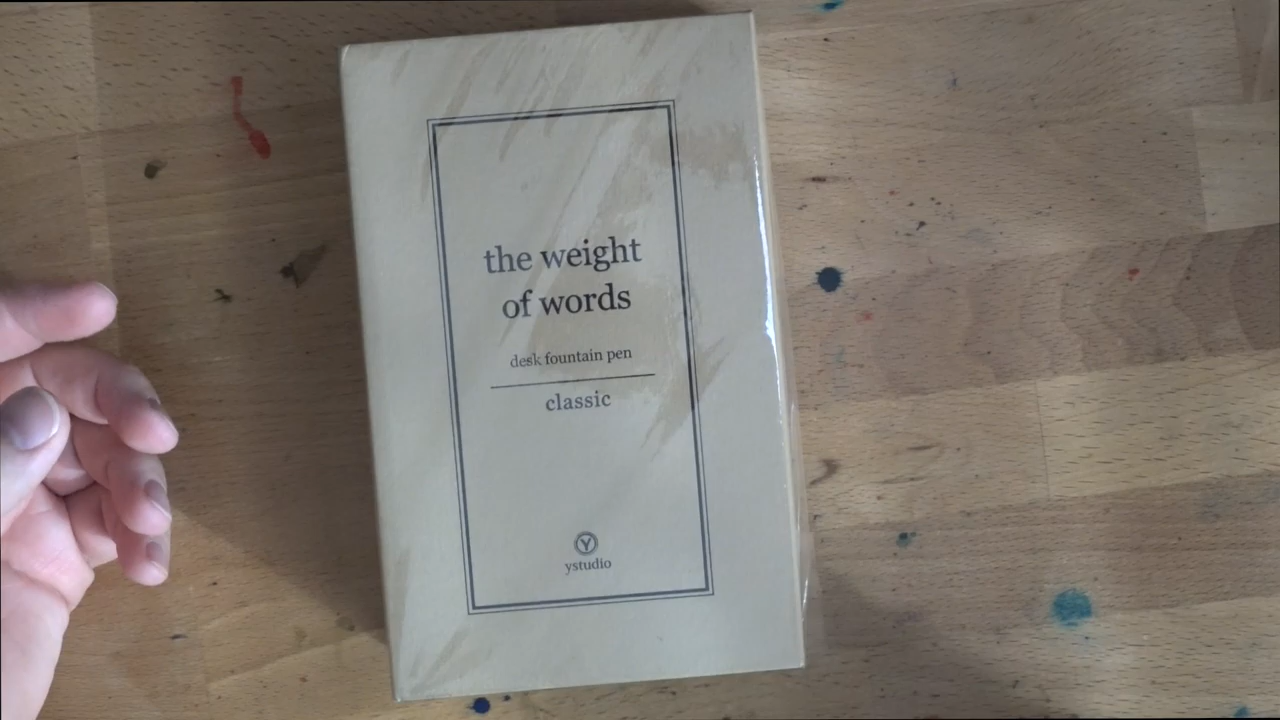 the weight
of words
desk fountain pen
classic
Y
ystudio